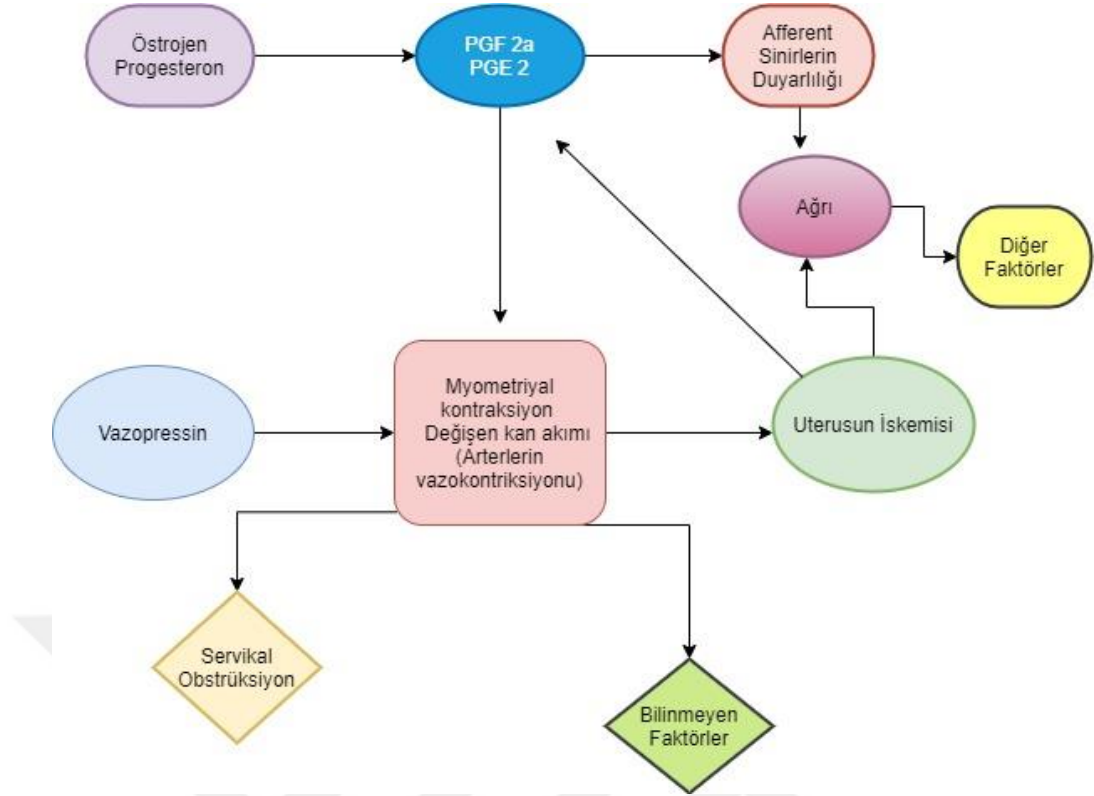 Östrojen
Progesteron
PGF 2a
PGE 2
Afferent
Sinirlerin
Duyarlılığı
Ağrı
Diğer
Faktörler
Vazopressin
Myometriyal
kontraksiyon
Değişen kan akımı
(Arterlerin
vazokontriksiyonu)
Uterusun İskemisi
Servikal
Obstrüksiyon
Bilinmeyen
Faktörler